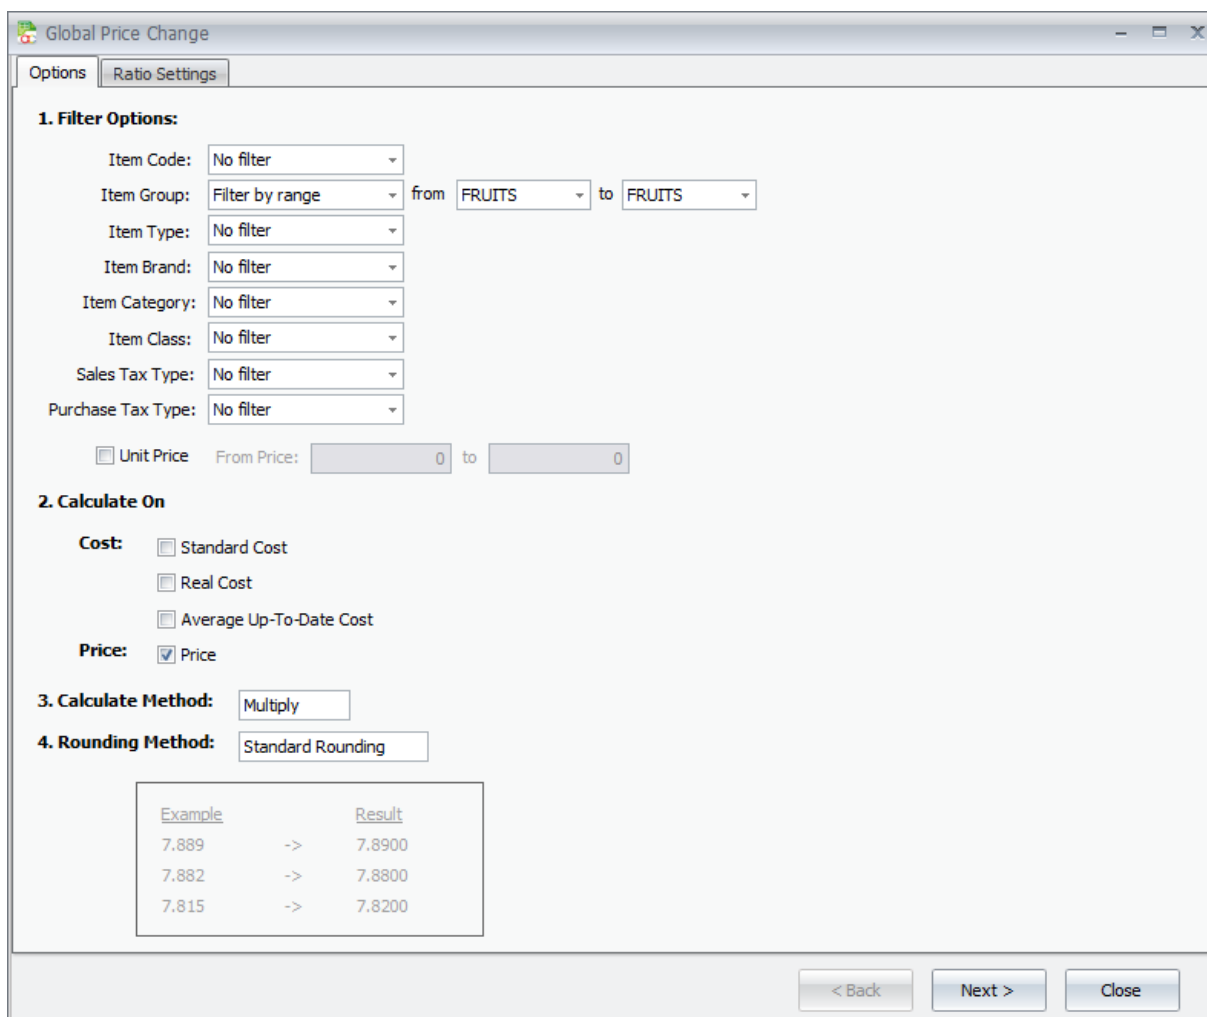 Global Price Change
Options Ratio Settings
1. Filter Options:
Item Code: No filter
Item Group: Filter by range from FRUITS to FRUITS
Item Type: No filter
Item Brand: No filter
Item Category: No filter
Item Class: No filter
Sales Tax Type: No filter
Purchase Tax Type: No filter
Unit Price From Price: 0 to 0
2. Calculate On
Cost: Standard Cost
Real Cost
Average Up-To-Date Cost
Price: Price
3. Calculate Method: Multiply
4. Rounding Method: Standard Rounding
Example Result
7.889 -> 7.8900
7.882 -> 7.8800
7.815 -> 7.8200
< Back Next > Close